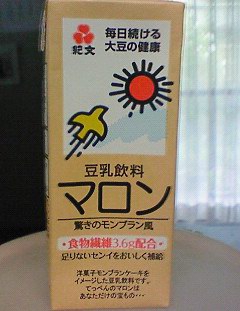 紀文
毎日続ける
大豆の健康
豆乳飲料
マロン
驚きのモンブラン風
・食物繊維3.6g配合・
足りないセンイをおいしく補給
洋菓子モンブランケーキを
イメージした豆乳飲料です。
てっぺんのマロンは
あなただけの宝もの・・・